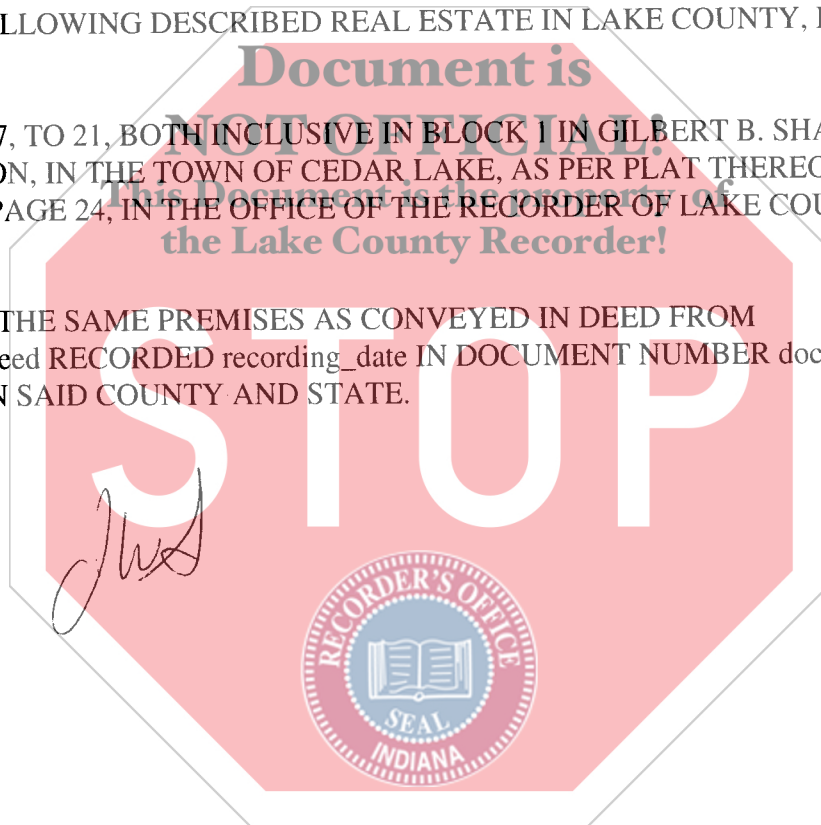 LLOWING DESCRIBED REAL ESTATE IN LAKE COUNTY, I
Document is
NOT OFFICIAL!
7, TO 21, BOTH INCLUSIVE IN BLOCK 1 IN GILBERT B. SHA
ON, IN THE TOWN OF CEDAR LAKE, AS PER PLAT THEREO
This Document is the property of
PAGE 24, IN THE OFFICE OF THE RECORDER OF LAKE COU
the Lake County Recorder!
THE SAME PREMISES AS CONVEYED IN DEED FROM
eed RECORDED recording_date IN DOCUMENT NUMBER doc
N SAID COUNTY AND STATE.
STOP
RECORDER'S OFFICE
SEAL
INDIANA